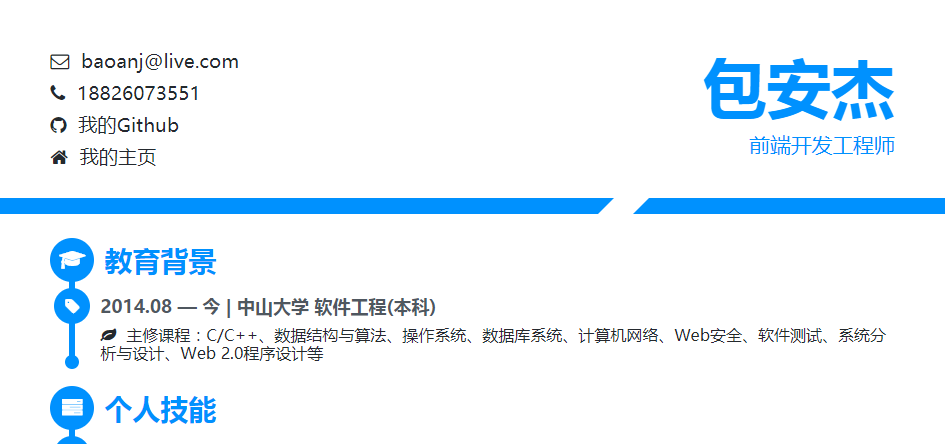 baoanj@live.com
18826073551
我的Github
我的主页
包安杰
前端开发工程师
教育背景
2014.08 — 今 | 中山大学 软件工程(本科)
主修课程：C/C++、数据结构与算法、操作系统、数据库系统、计算机网络、Web安全、软件测试、系统分
析与设计、Web 2.0程序设计等
个人技能